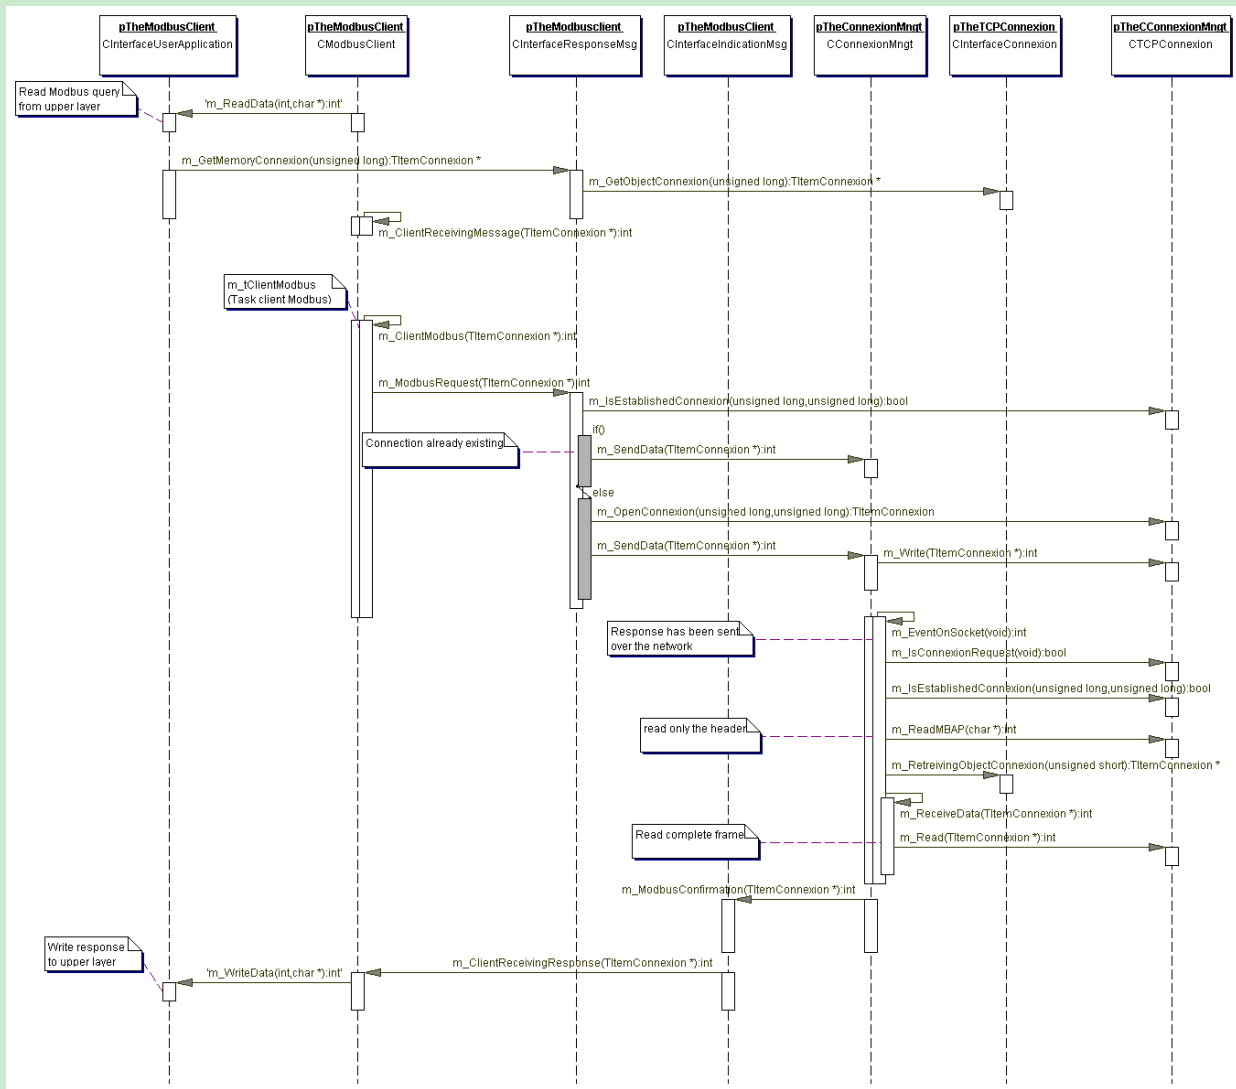 pTheModbusClient
CInterfaceUserApplication
pTheModbusClient
CModbusClient
pTheModbusclient
CInterfaceResponseMsg
pTheModbusClient
CInterfaceIndicationMsg
pTheConnexionMngt
CConnexionMngt
pTheTCPConnexion
CInterfaceConnexion
pTheCConnexionMngt
CTCPConnexion
Read Modbus query
from upper layer
'm_ReadData(int,char *):int'
m_GetMemoryConnexion(unsigned long):TItemConnexion *
m_GetObjectConnexion(unsigned long):TItemConnexion *
m_ClientReceivingMessage(TItemConnexion *):int
m_tClientModbus
(Task client Modbus)
m_ClientModbus(TItemConnexion *):int
m_ModbusRequest(TItemConnexion *):int
m_IsEstablishedConnexion(unsigned long,unsigned long):bool
if()
Connection already existing
m_SendData(TItemConnexion *):int
else
m_OpenConnexion(unsigned long,unsigned long):TItemConnexion
m_SendData(TItemConnexion *):int
m_Write(TItemConnexion *):int
Response has been sent
over the network
m_EventOnSocket(void):int
m_IsConnexionRequest(void):bool
m_IsEstablishedConnexion(unsigned long,unsigned long):bool
read only the header
m_ReadMBAP(char *):int
m_RetreivingObjectConnexion(unsigned short):TItemConnexion *
m_ReceiveData(TItemConnexion *):int
Read complete frame
m_Read(TItemConnexion *):int
m_ModbusConfirmation(TItemConnexion *):int
Write response
to upper layer
m_ClientReceivingResponse(TItemConnexion *):int
'm_WriteData(int,char *):int'